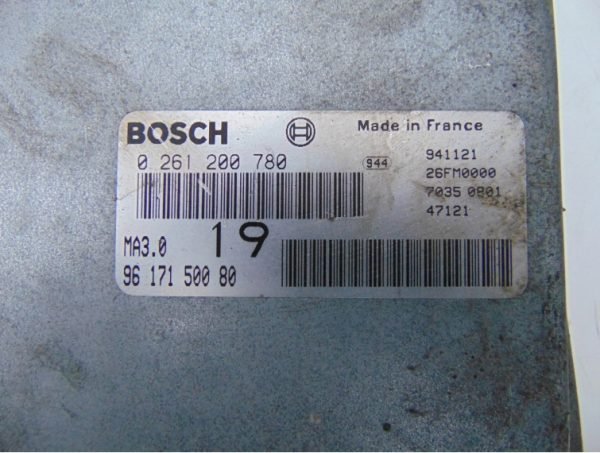 BOSCH
Made in France
0 261 200 780
944
941121
26FM0000
7035 0801
47121
MA3.0
19
96 171 500 80